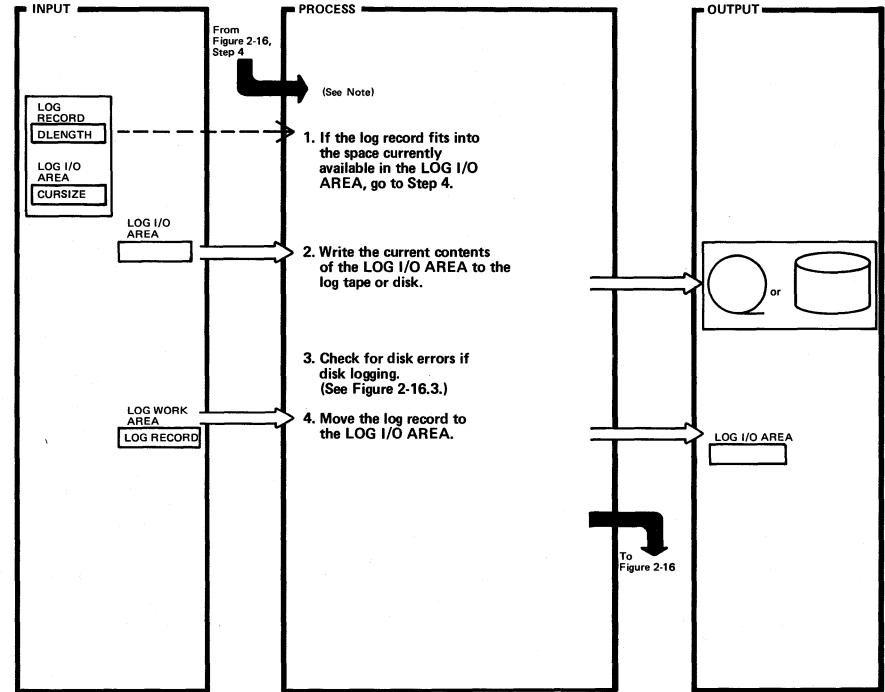 INPUT
PROCESS
OUTPUT
From
Figure 2-16,
Step 4
(See Note)
LOG
RECORD
DLENGTH
LOG I/O
AREA
CURSIZE
1. If the log record fits into
the space currently
available in the LOG I/O
AREA, go to Step 4.
LOG I/O
AREA
2. Write the current contents
of the LOG I/O AREA to the
log tape or disk.
or
3. Check for disk errors if
disk logging.
(See Figure 2-16.3.)
LOG WORK
AREA
LOG RECORD
4. Move the log record to
the LOG I/O AREA.
LOG I/O AREA
To
Figure 2-16